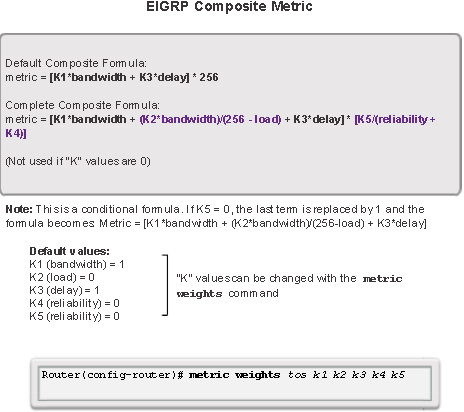 EIGRP Composite Metric
Default Composite Formula:
metric = [K1*bandwidth + K3*delay] * 256
Complete Composite Formula:
metric = [K1*bandwidth + (K2*bandwidth)/(256 - load) + K3*delay] * [K5/(reliability +
K4)]
(Not used if "K" values are 0)
Note: This is a conditional formula. If K5 = 0, the last term is replaced by 1 and the
formula becomes: Metric = [K1*bandwidth + (K2*bandwidth)/(256-load) + K3*delay]
Default values:
K1 (bandwidth) = 1
K2 (load) = 0
K3 (delay) = 1
K4 (reliability) = 0
K5 (reliability) = 0
"K" values can be changed with the metric
weights command
Router(config-router)# metric weights tos k1 k2 k3 k4 k5